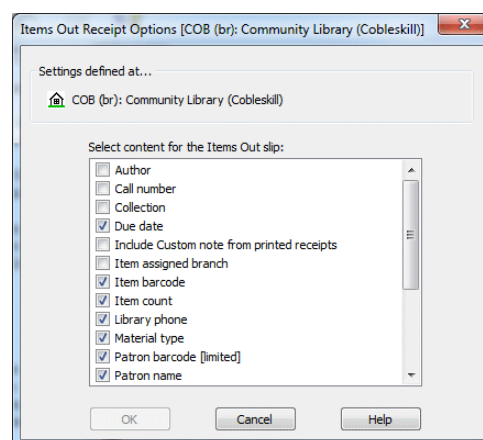 Items Out Receipt Options [COB (br): Community Library (Cobleskill)]
Settings defined at...
COB (br): Community Library (Cobleskill)
Select content for the Items Out slip:
Author
Call number
Collection
Due date
Include Custom note from printed receipts
Item assigned branch
Item barcode
Item count
Library phone
Material type
Patron barcode [limited]
Patron name
OK Cancel Help